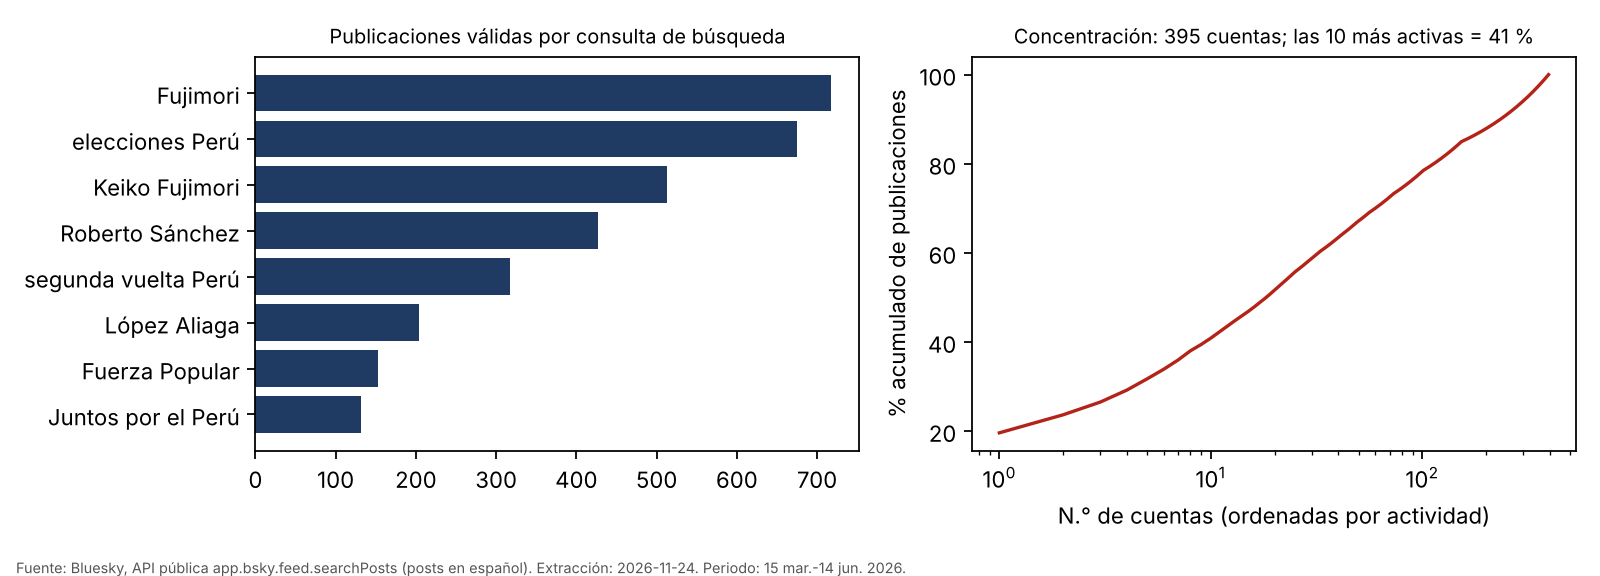 Publicaciones válidas por consulta de búsqueda
Fujimori
elecciones Perú
Keiko Fujimori
Roberto Sánchez
segunda vuelta Perú
López Aliaga
Fuerza Popular
Juntos por el Perú
0 100 200 300 400 500 600 700
Concentración: 395 cuentas; las 10 más activas = 41 %
% acumulado de publicaciones
100
80
60
40
20
10⁰ 10¹ 10²
N.° de cuentas (ordenadas por actividad)
Fuente: Bluesky, API pública app.bsky.feed.searchPosts (posts en español). Extracción: 2026-11-24. Periodo: 15 mar.-14 jun. 2026.